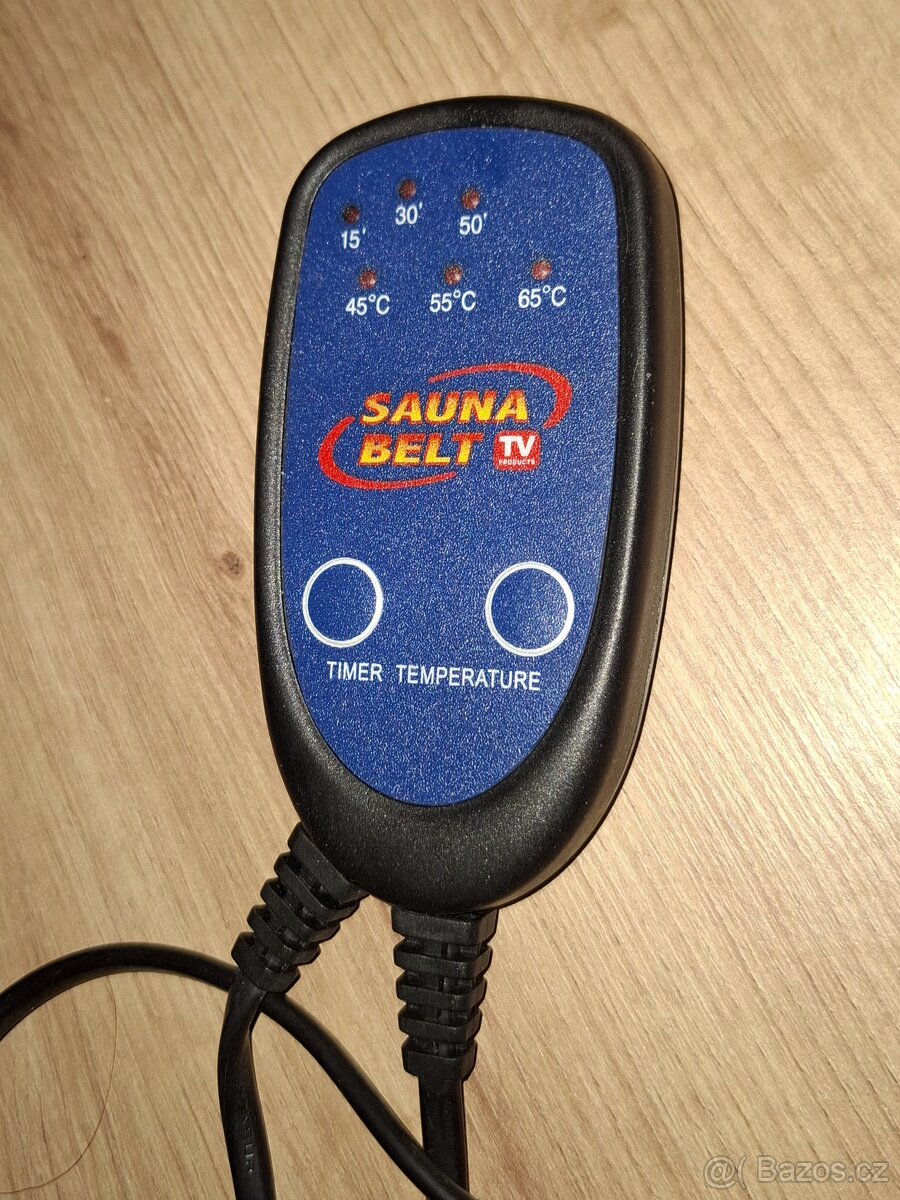 15' 30' 50'
45°C 55°C 65°C
SAUNA
BELT TV
PRODUCTS
TIMER TEMPERATURE
@( Bazos.cz